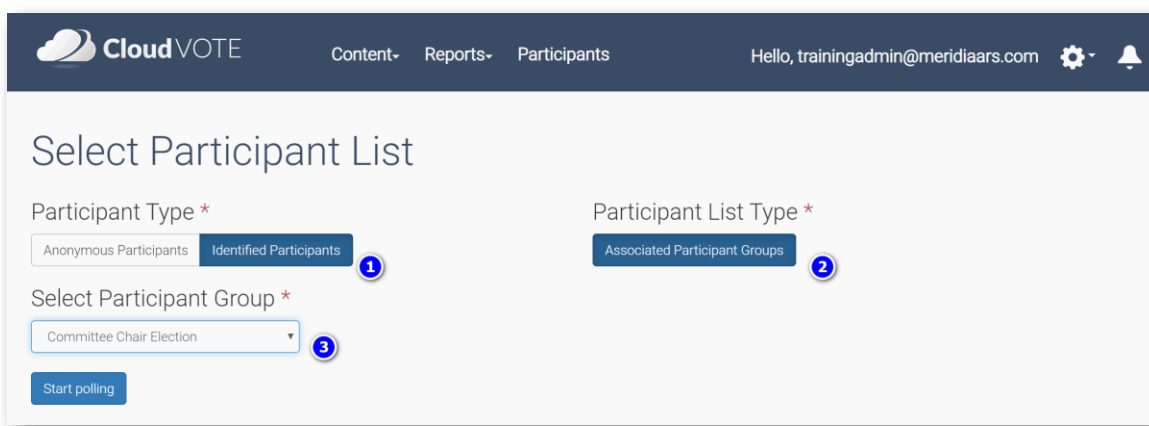 CloudVOTE Content Reports Participants Hello, trainingadmin@meridiaars.com
Select Participant List
Participant Type * Participant List Type *
Anonymous Participants Identified Participants 1 Associated Participant Groups 2
Select Participant Group *
Committee Chair Election 3
Start polling